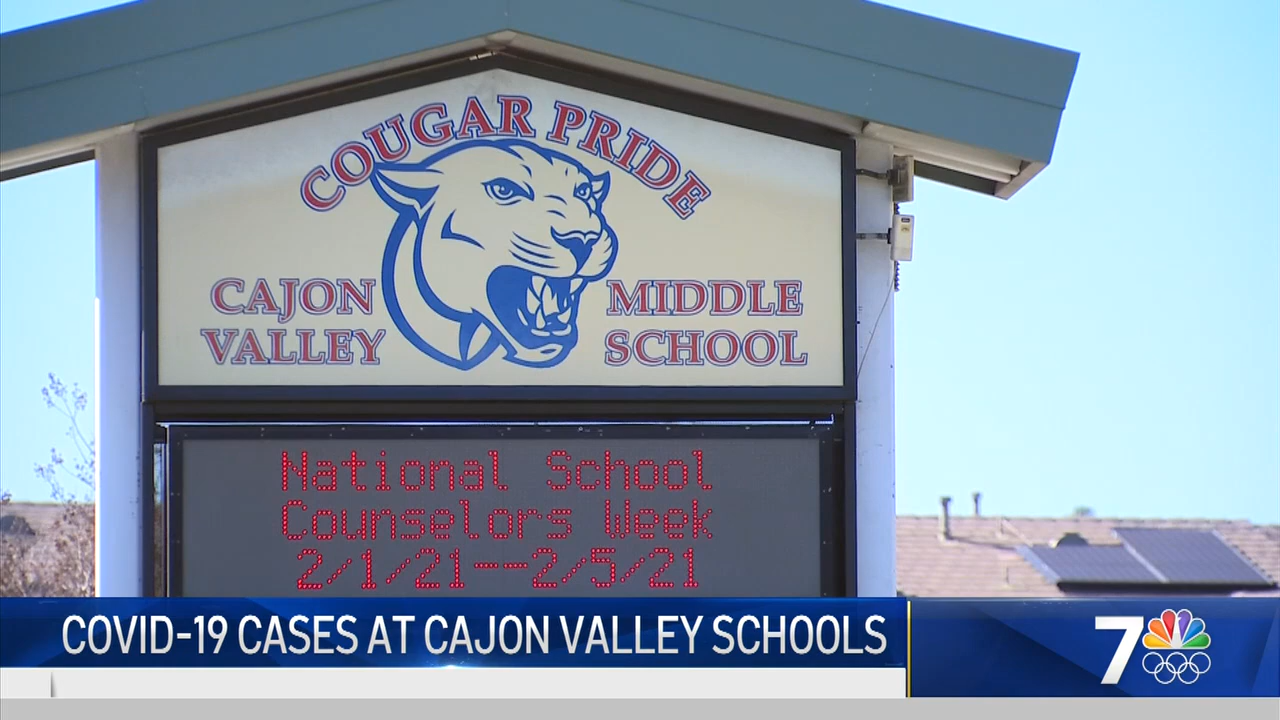 COUGAR PRIDE
CAJON
VALLEY
MIDDLE
SCHOOL
National School
Counselors Week
2/1/21--2/5/21
COVID-19 CASES AT CAJON VALLEY SCHOOLS
7